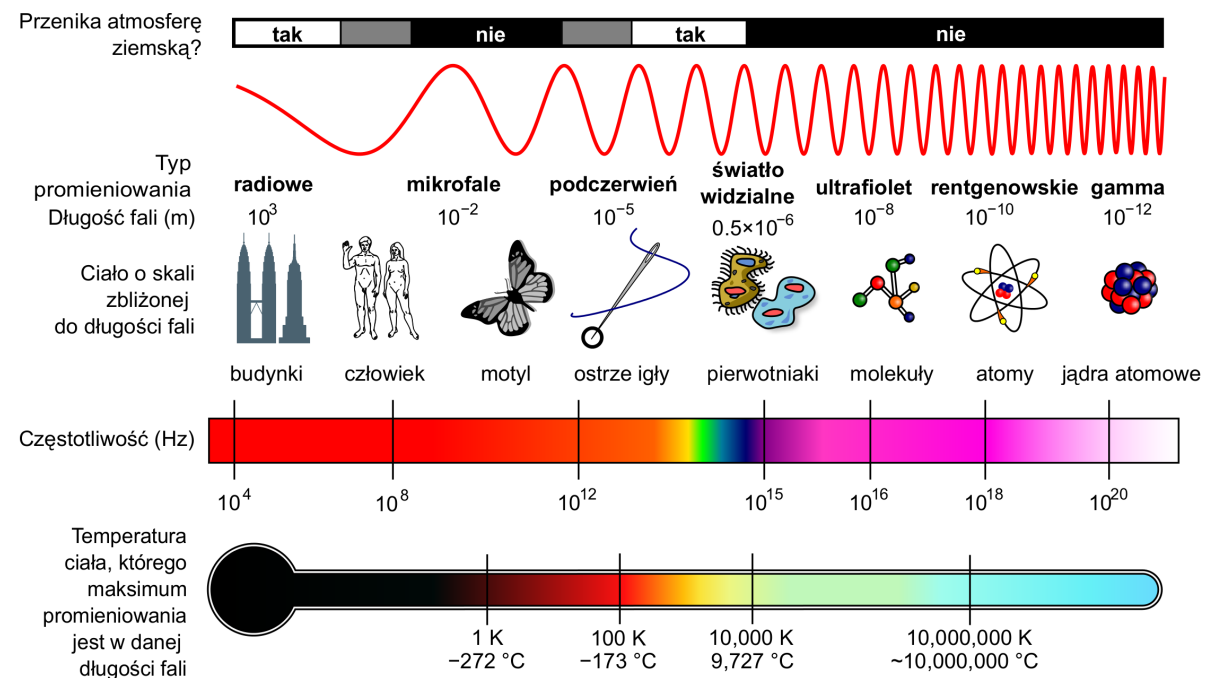 Przenika atmosferę
ziemską?
tak nie tak nie
Typ
promieniowania
radiowe mikrofale podczerwień światło
widzialne ultrafiolet rentgenowskie gamma
Długość fali (m) 10³ 10⁻² 10⁻⁵ 0.5×10⁻⁶ 10⁻⁸ 10⁻¹⁰ 10⁻¹²
Ciało o skali
zbliżonej
do długości fali
budynki człowiek motyl ostrze igły pierwotniaki molekuły atomy jądra atomowe
Częstotliwość (Hz)
10⁴ 10⁸ 10¹² 10¹⁵ 10¹⁶ 10¹⁸ 10²⁰
Temperatura
ciała, którego
maksimum
promieniowania
jest w danej
długości fali
1 K 100 K 10,000 K 10,000,000 K
−272 °C −173 °C 9,727 °C ~10,000,000 °C